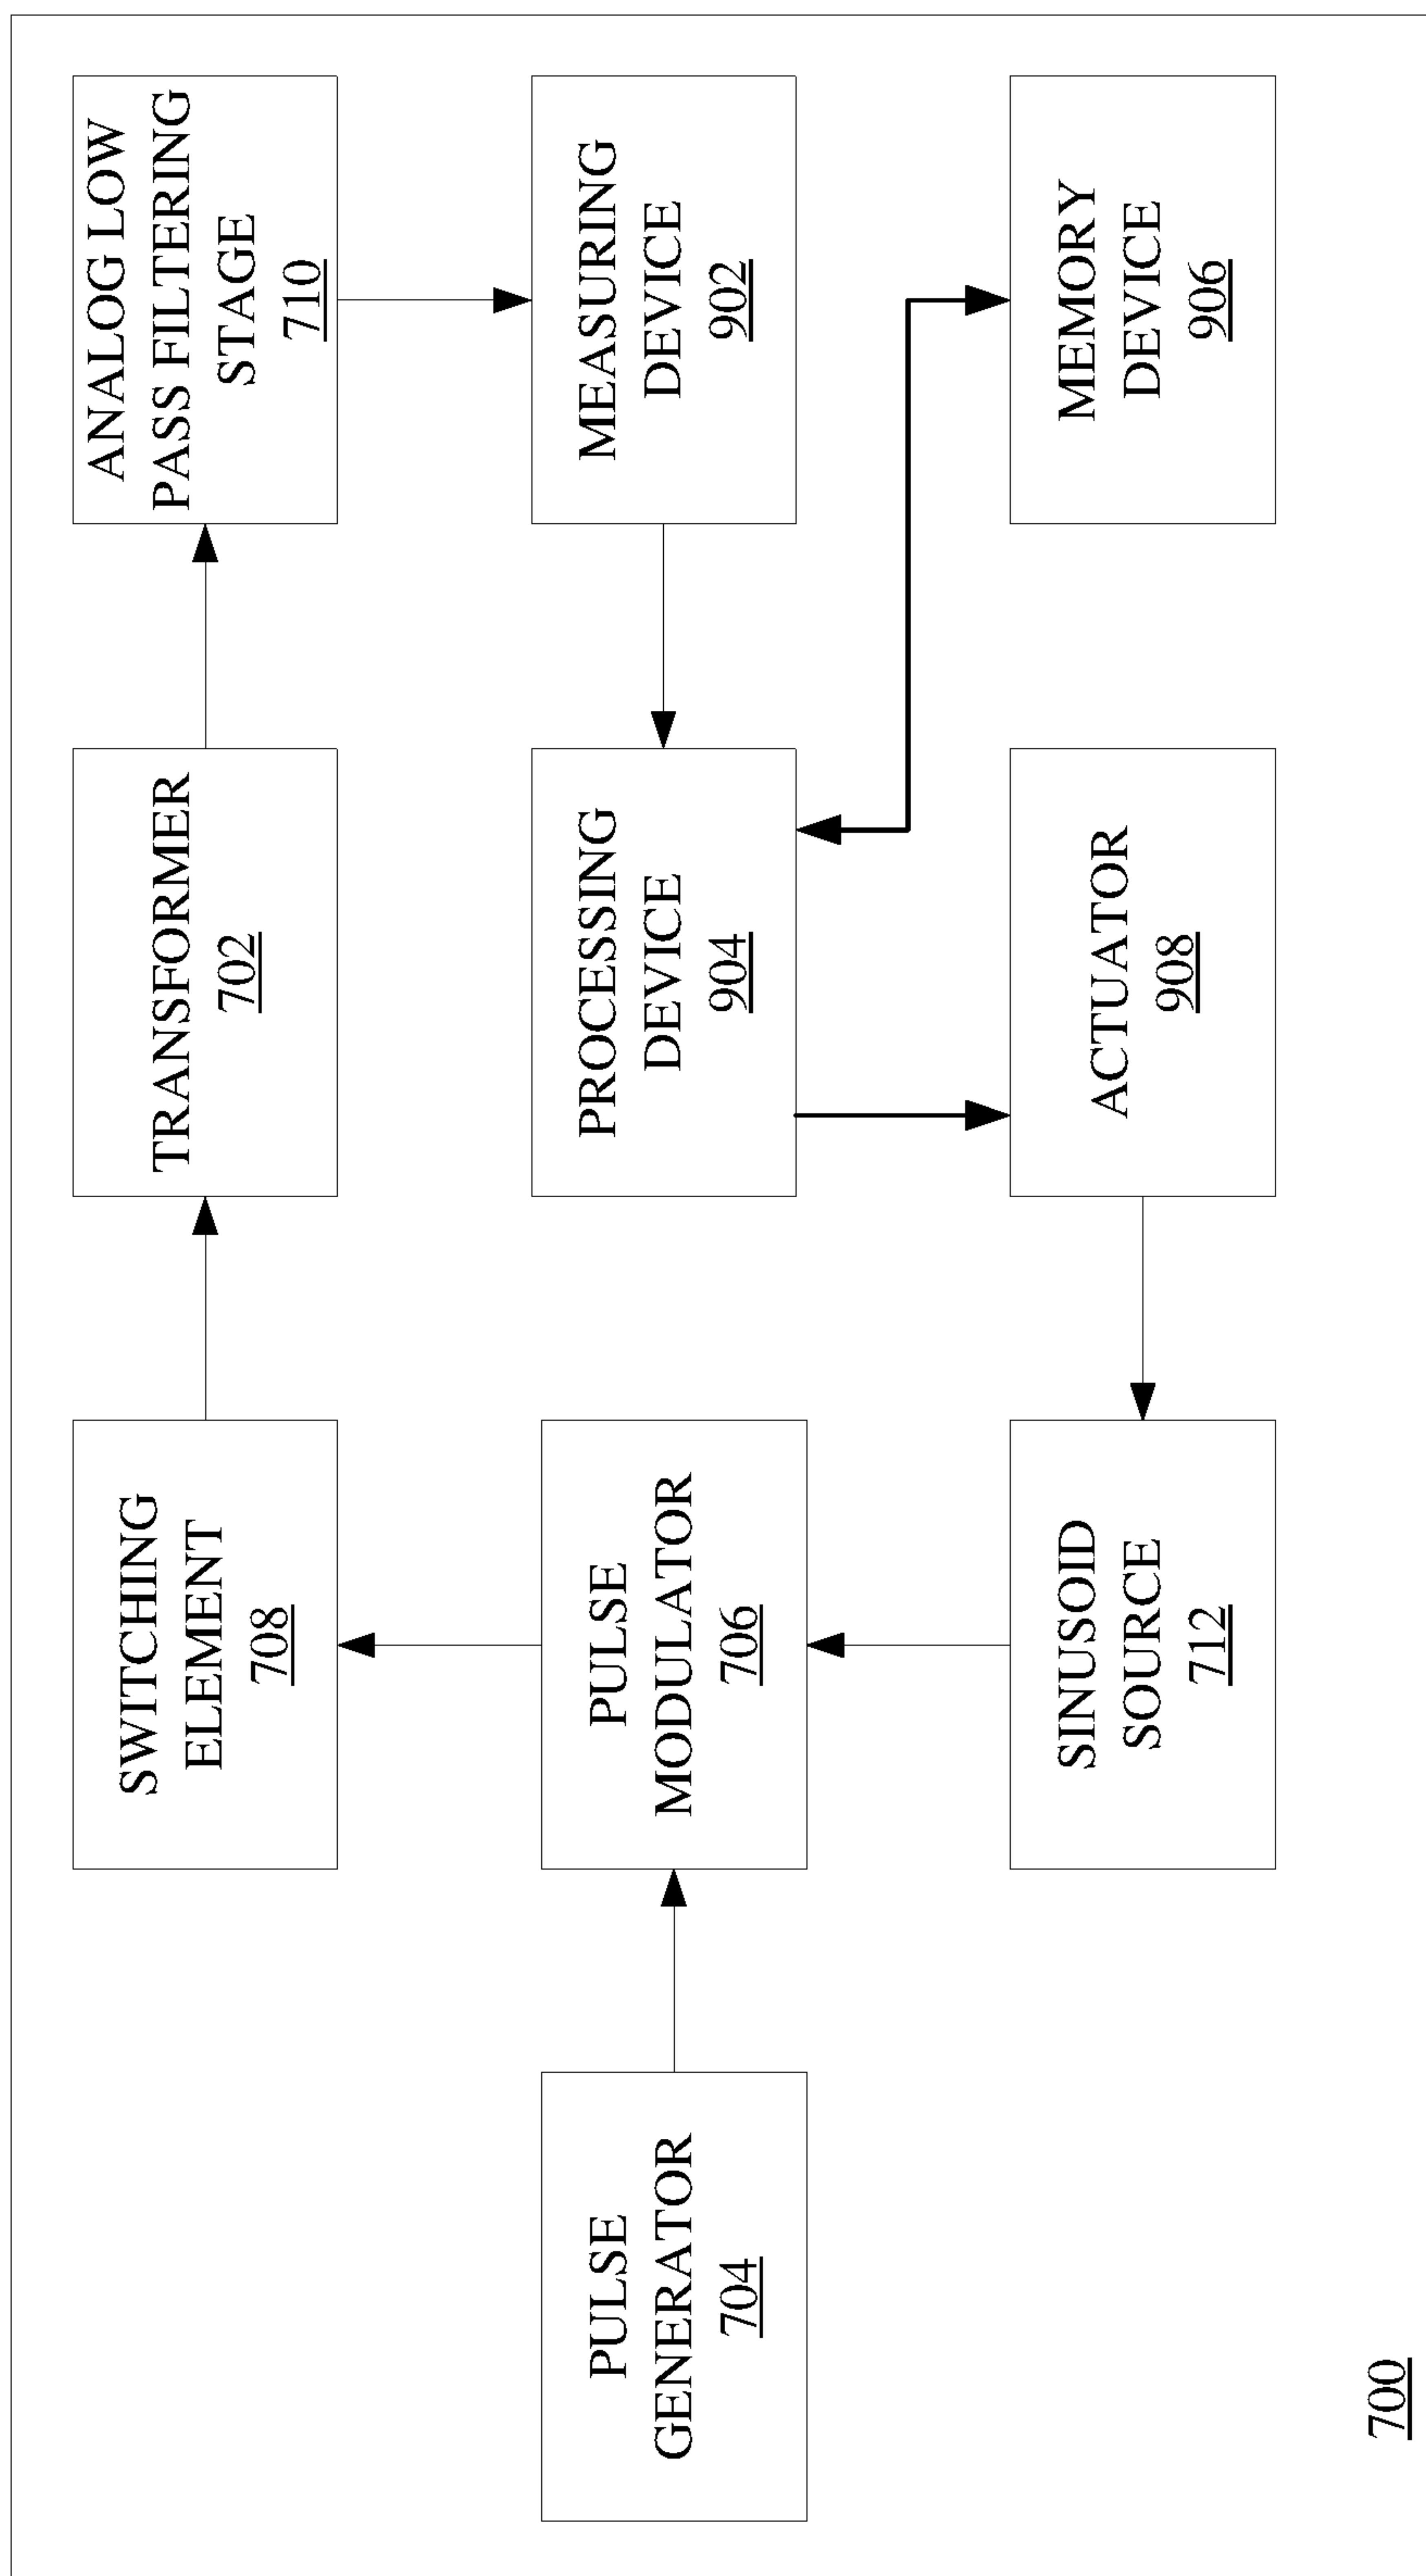 SWITCHING
ELEMENT
708
TRANSFORMER
702
ANALOG LOW
PASS FILTERING
STAGE
710
PULSE
GENERATOR
704
PULSE
MODULATOR
706
PROCESSING
DEVICE
904
MEASURING
DEVICE
902
SINUSOID
SOURCE
712
ACTUATOR
908
MEMORY
DEVICE
906
700